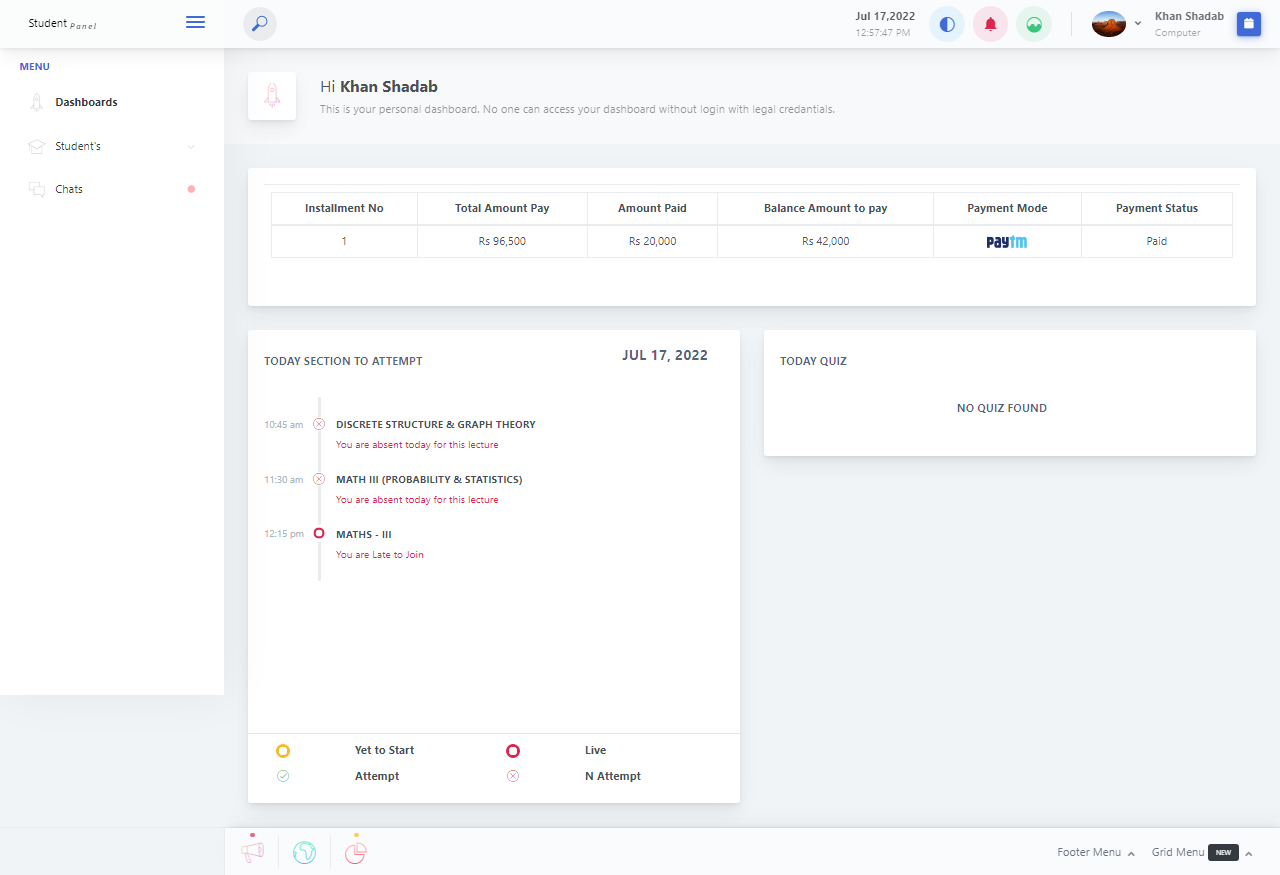 Student Panel
Jul 17,2022
12:57:47 PM
Khan Shadab
Computer
MENU
Dashboards
Student's
Chats
Hi Khan Shadab
This is your personal dashboard. No one can access your dashboard without login with legal credantials.
Installment No Total Amount Pay Amount Paid Balance Amount to pay Payment Mode Payment Status
1 Rs 96,500 Rs 20,000 Rs 42,000 paytm Paid
TODAY SECTION TO ATTEMPT
JUL 17, 2022
10:45 am DISCRETE STRUCTURE & GRAPH THEORY
You are absent today for this lecture
11:30 am MATH III (PROBABILITY & STATISTICS)
You are absent today for this lecture
12:15 pm MATHS - III
You are Late to Join
Yet to Start Live
Attempt N Attempt
TODAY QUIZ
NO QUIZ FOUND
Footer Menu Grid Menu NEW